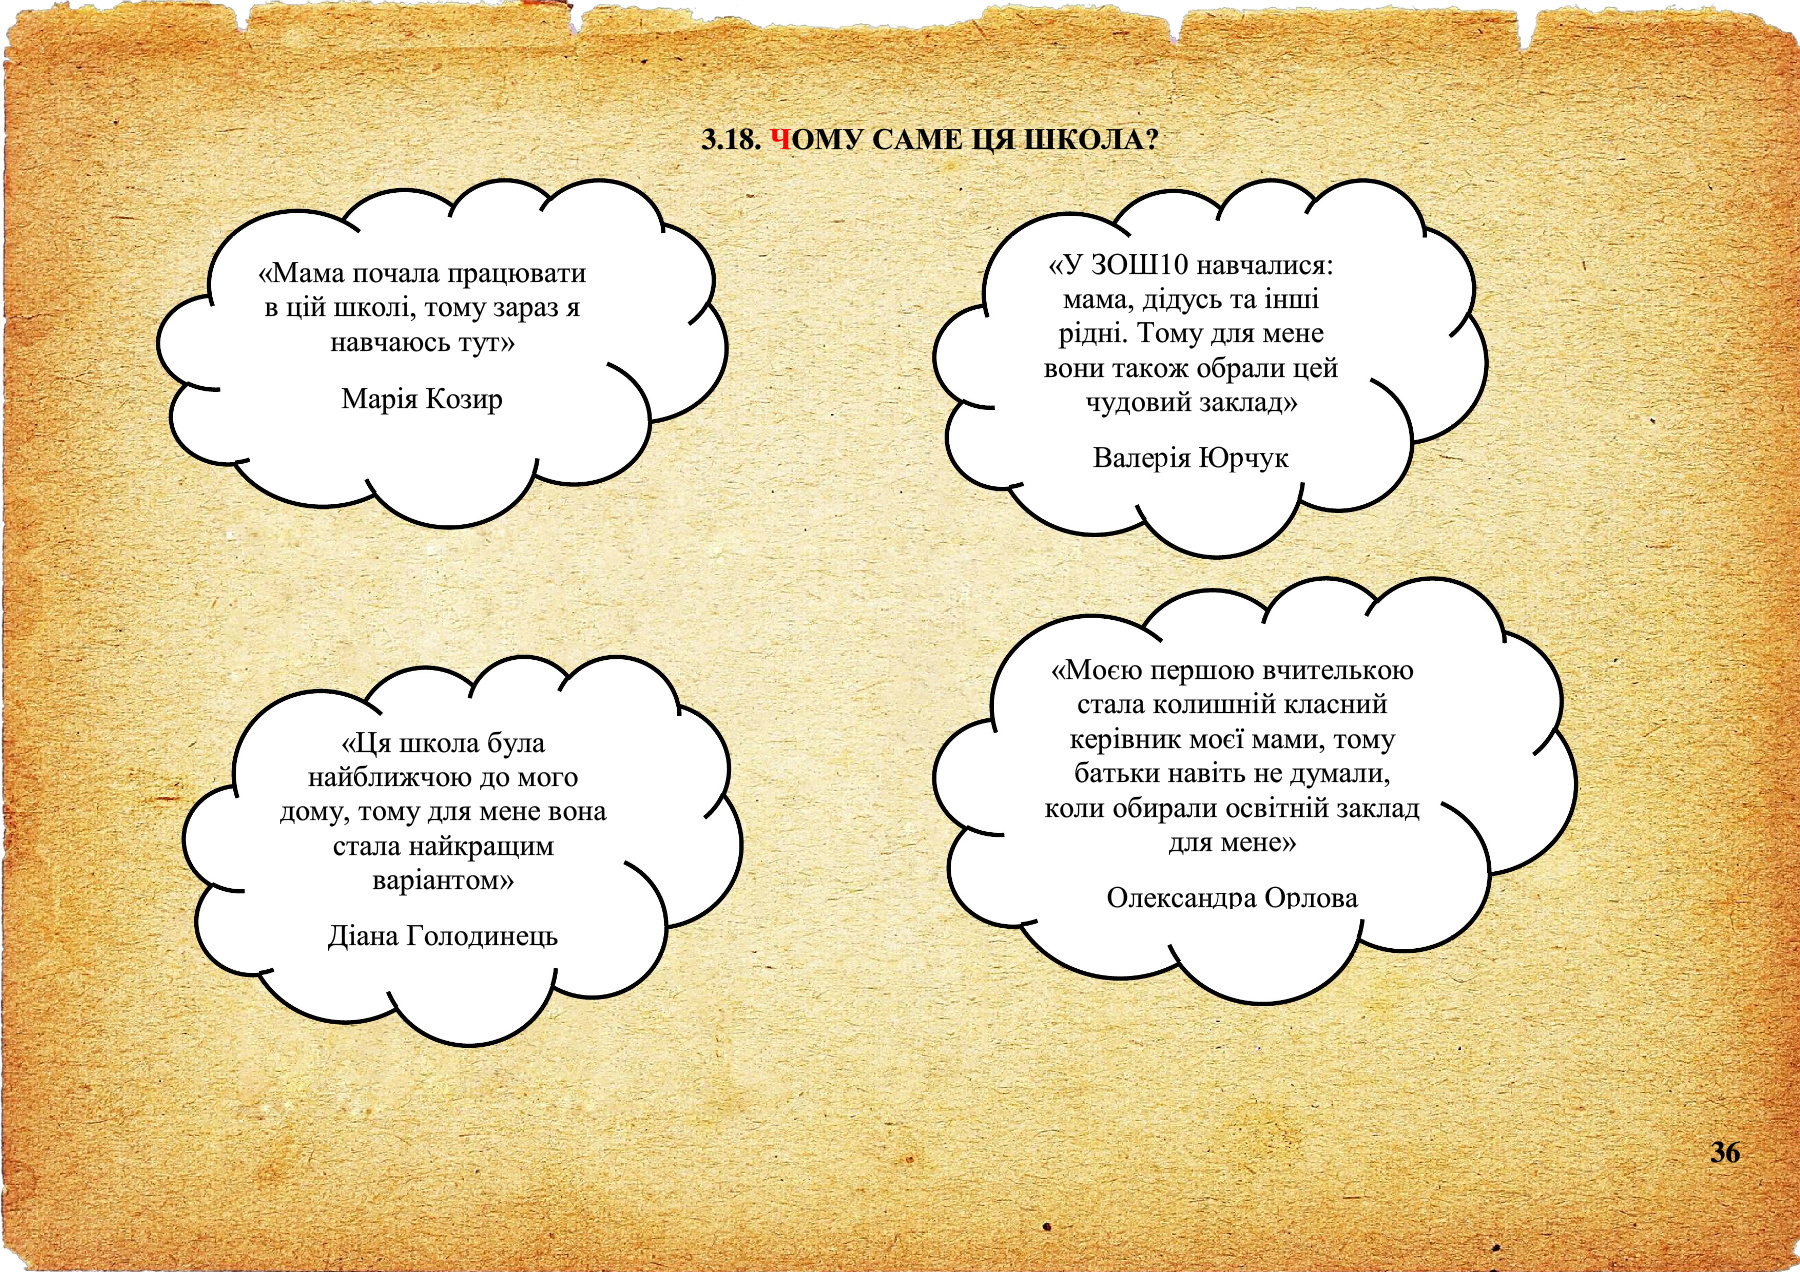 3.18. ЧОМУ САМЕ ЦЯ ШКОЛА?
«Мама почала працювати
в цій школі, тому зараз я
навчаюсь тут»
Марія Козир
«У ЗОШ10 навчалися:
мама, дідусь та інші
рідні. Тому для мене
вони також обрали цей
чудовий заклад»
Валерія Юрчук
«Ця школа була
найближчою до мого
дому, тому для мене вона
стала найкращим
варіантом»
Діана Голодинець
«Моєю першою вчителькою
стала колишній класний
керівник моєї мами, тому
батьки навіть не думали,
коли обирали освітній заклад
для мене»
Олександра Орлова
36